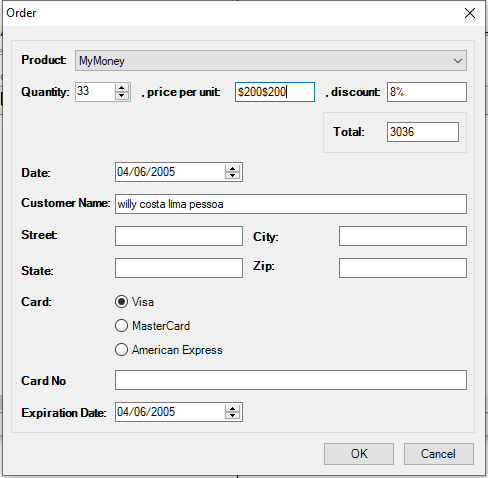 Order
Product: MyMoney
Quantity: 33 , price per unit: $200$200 , discount: 8%
Total: 3036
Date: 04/06/2005
Customer Name: willy costa lima pessoa
Street: City:
State: Zip:
Card: Visa
MasterCard
American Express
Card No
Expiration Date: 04/06/2005
OK Cancel